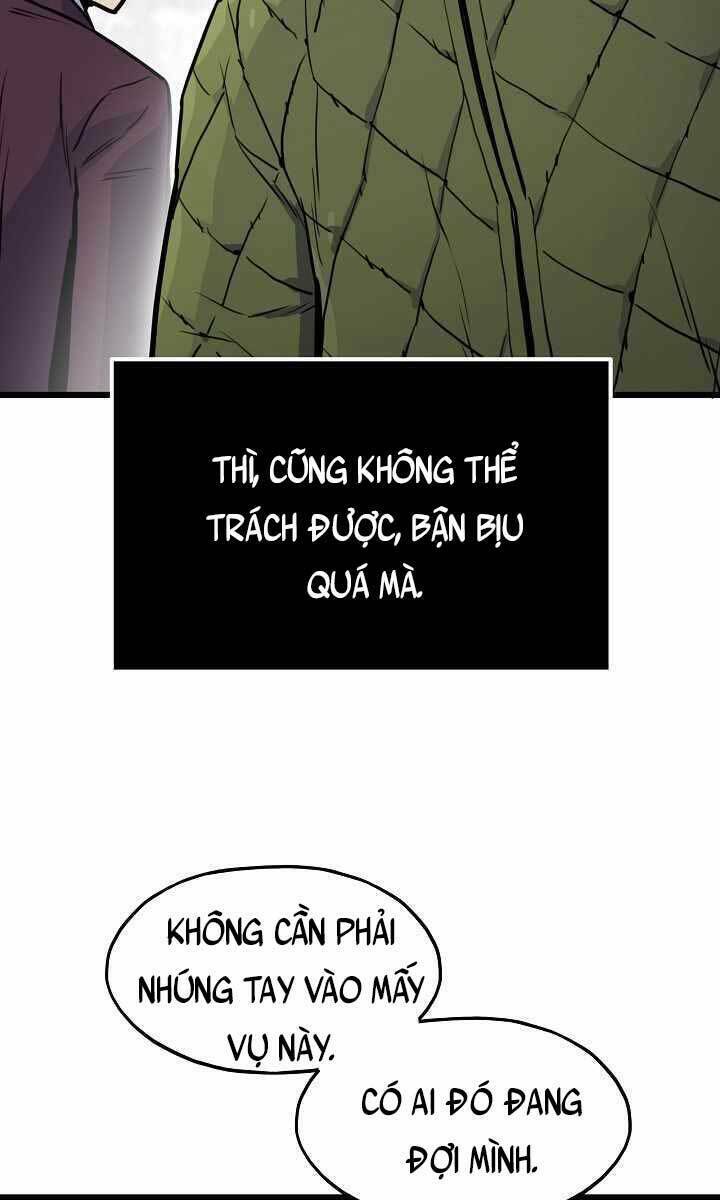 THÌ, CŨNG KHÔNG THỂ
TRÁCH ĐƯỢC, BẬN BỊU
QUÁ MÀ.
KHÔNG CẦN PHẢI
NHÚNG TAY VÀO MẤY
VỤ NÀY.
CÓ AI ĐÓ ĐANG
ĐỢI MÌNH.